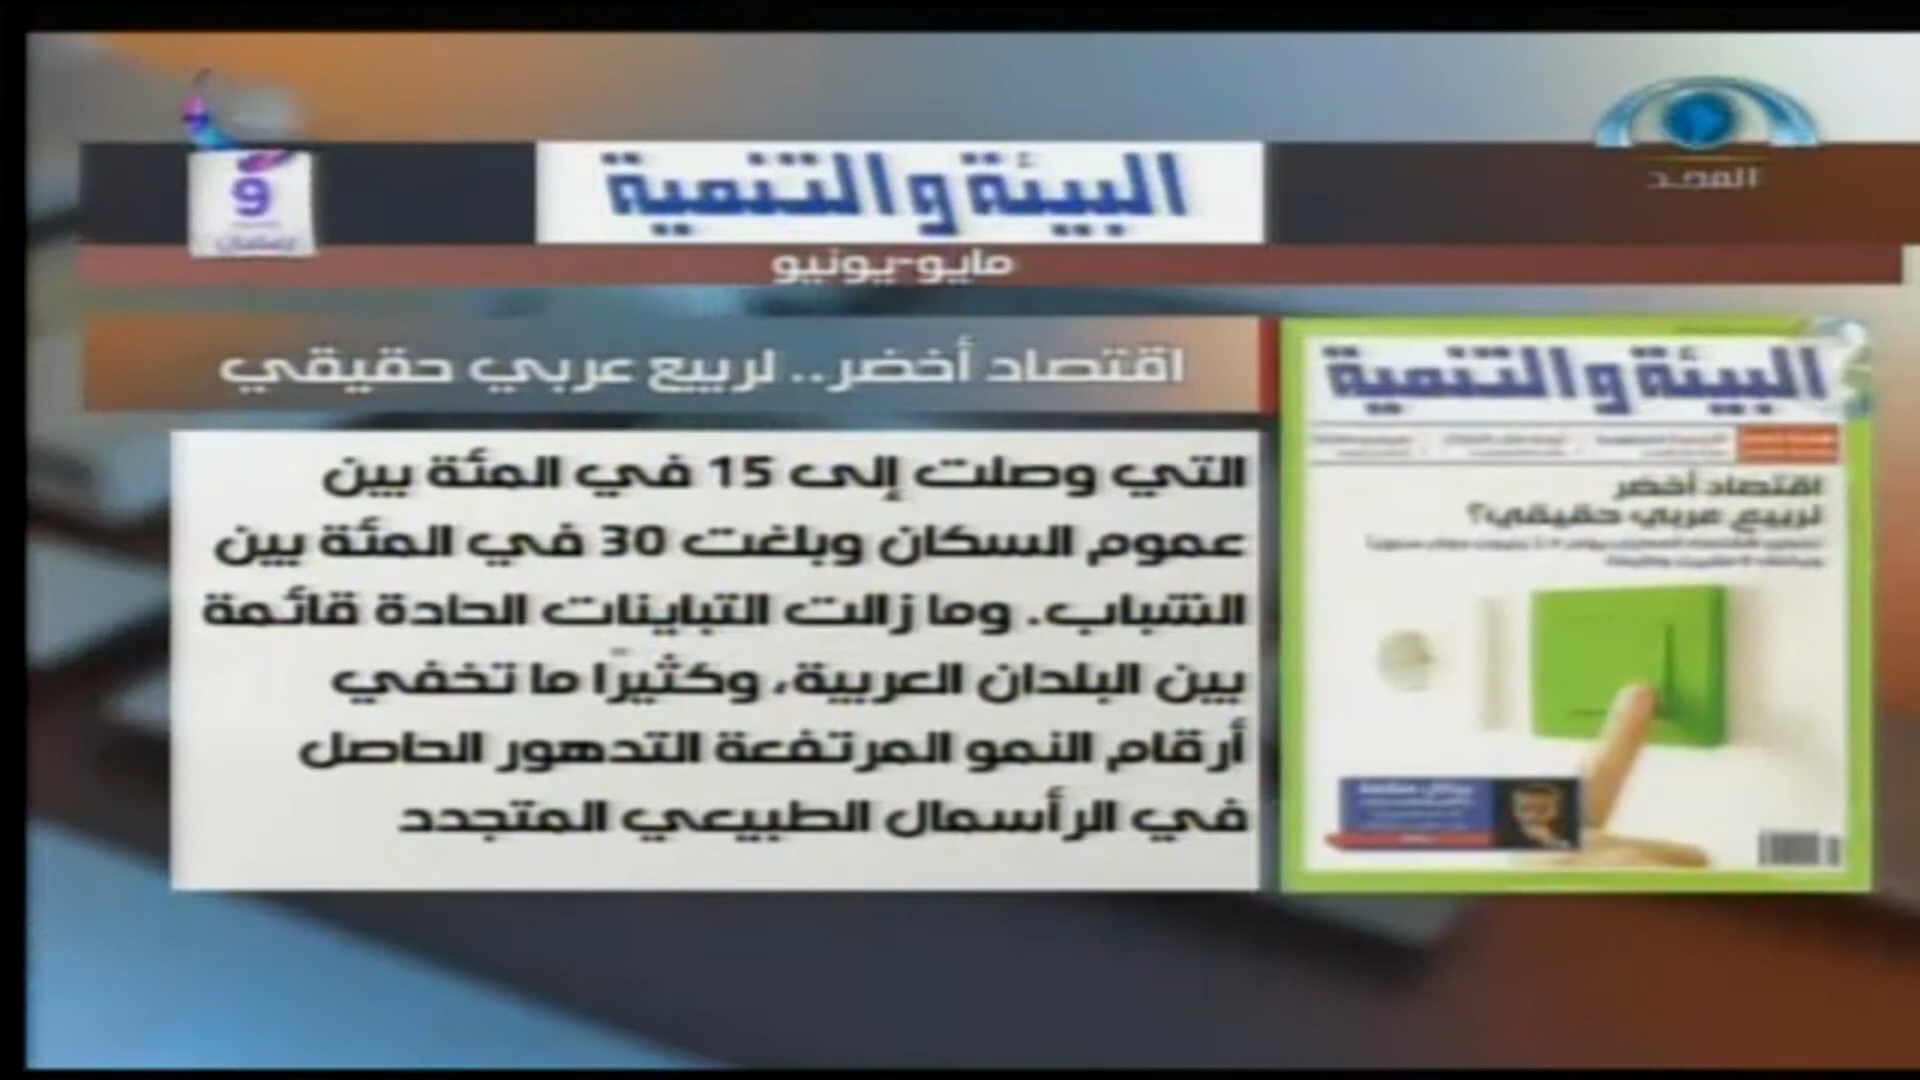 المجد
9
رمضان
البيئة والتنمية
مايو-يونيو
اقتصاد أخضر.. لربيع عربي حقيقي
التي وصلت إلى 15 في المئة بين
عموم السكان وبلغت 30 في المئة بين
الشباب. وما زالت التباينات الحادة قائمة
بين البلدان العربية، وكثيرًا ما تخفي
أرقام النمو المرتفعة التدهور الحاصل
في الرأسمال الطبيعي المتجدد
البيئة والتنمية
اقتصاد أخضر
لربيع عربي حقيقي؟